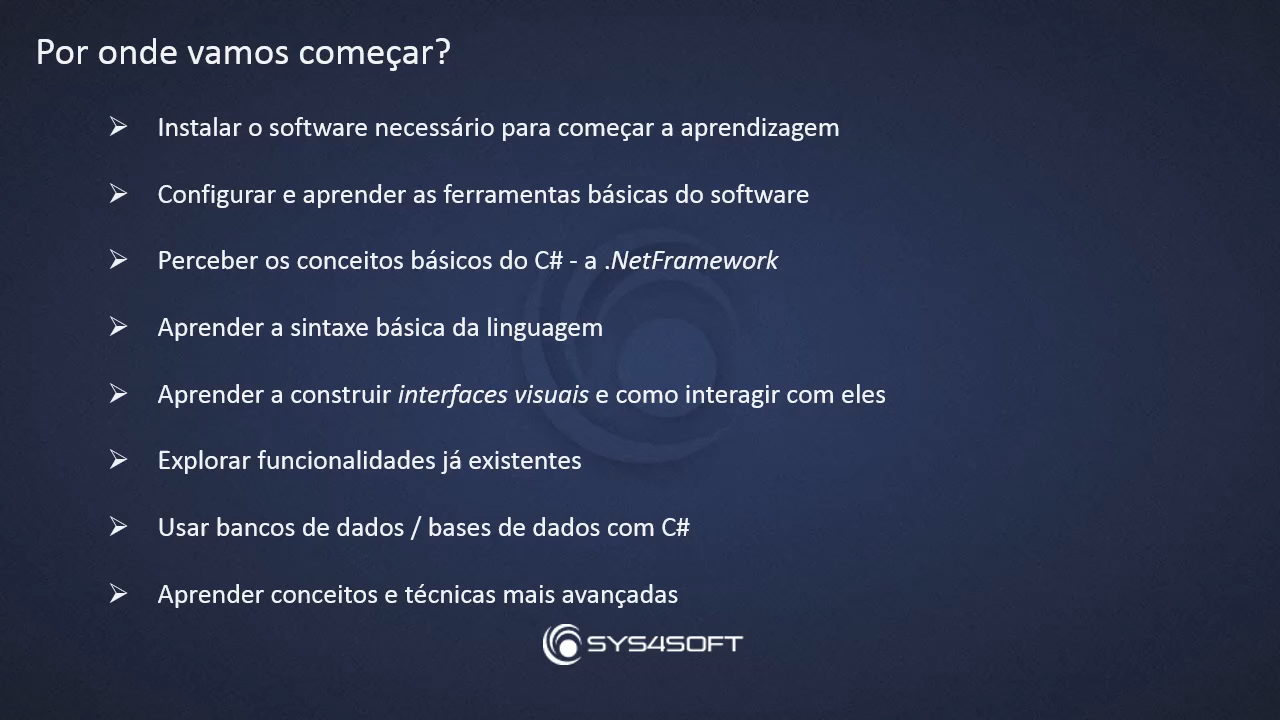 Por onde vamos começar?
Instalar o software necessário para começar a aprendizagem
Configurar e aprender as ferramentas básicas do software
Perceber os conceitos básicos do C# - a .NetFramework
Aprender a sintaxe básica da linguagem
Aprender a construir interfaces visuais e como interagir com eles
Explorar funcionalidades já existentes
Usar bancos de dados / bases de dados com C#
Aprender conceitos e técnicas mais avançadas
SYS4SOFT